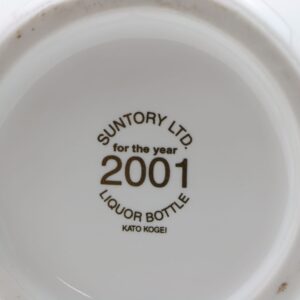 SUNTORY LTD.
for the year
2001
LIQUOR BOTTLE
KATO KOGEI